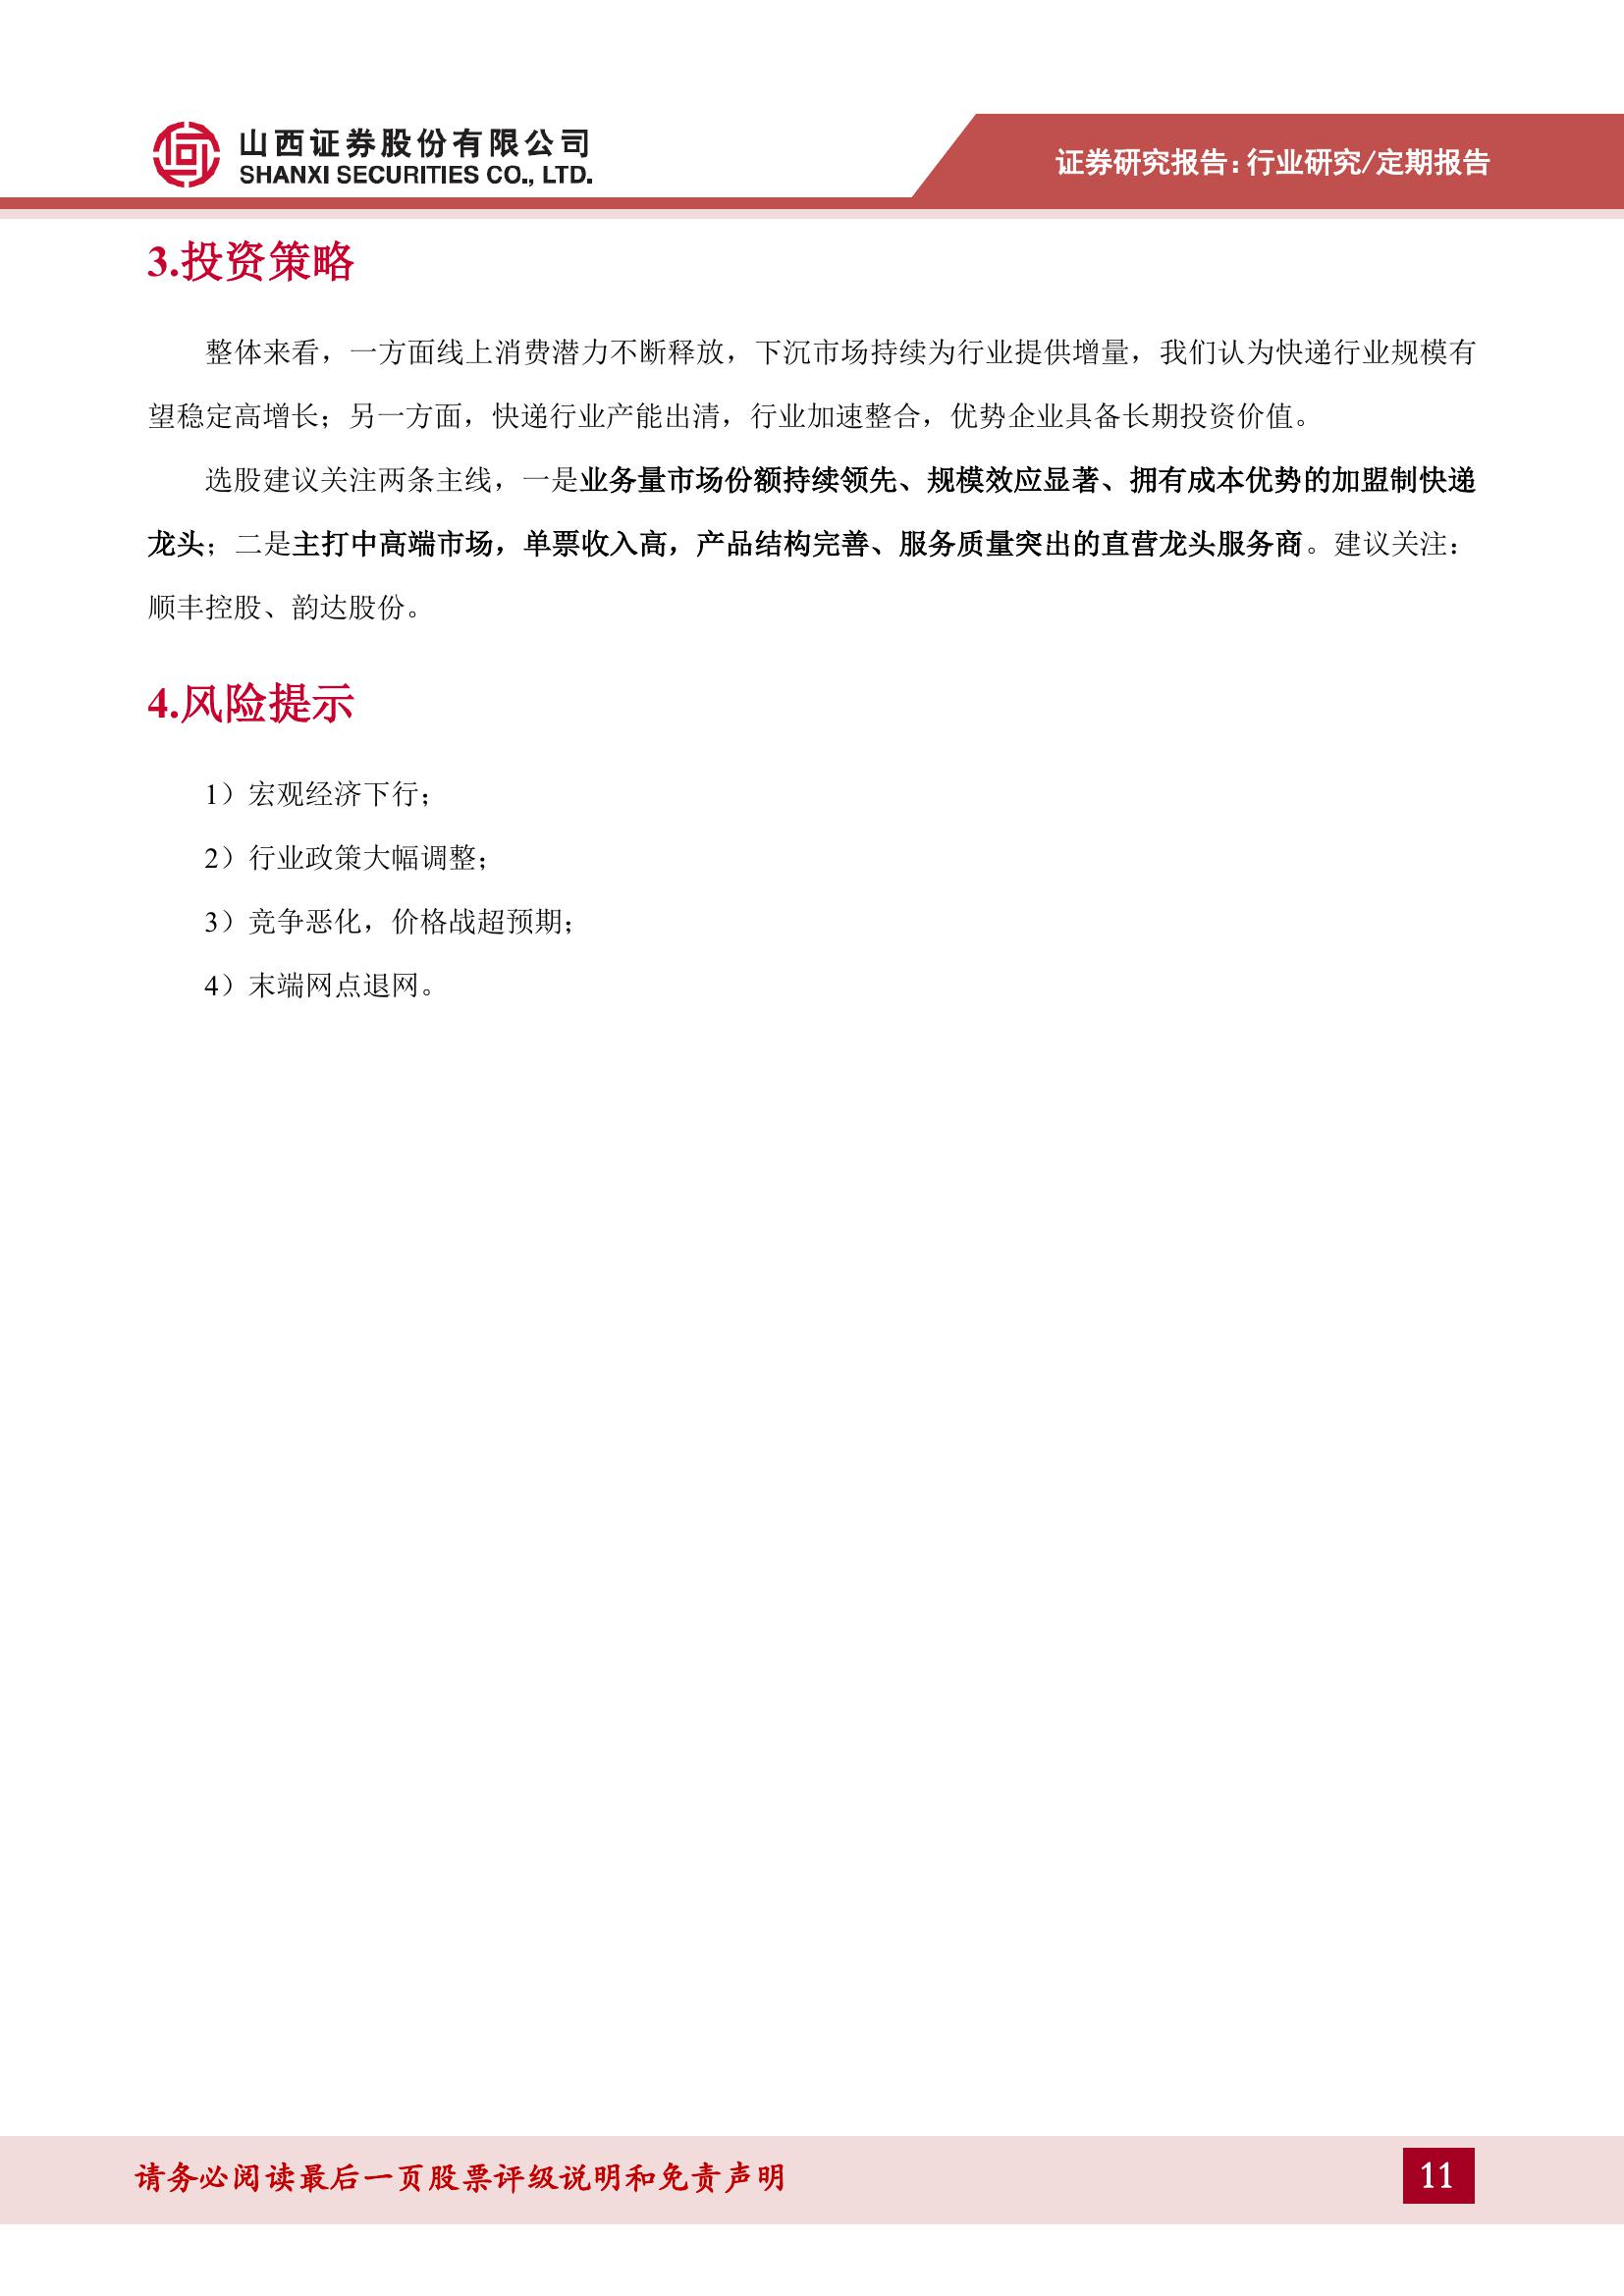 山西证券股份有限公司
SHANXI SECURITIES CO., LTD.
证券研究报告：行业研究/定期报告
3.投资策略
整体来看，一方面线上消费潜力不断释放，下沉市场持续为行业提供增量，我们认为快递行业规模有
望稳定高增长；另一方面，快递行业产能出清，行业加速整合，优势企业具备长期投资价值。
选股建议关注两条主线，一是业务量市场份额持续领先、规模效应显著、拥有成本优势的加盟制快递
龙头；二是主打中高端市场，单票收入高，产品结构完善、服务质量突出的直营龙头服务商。建议关注：
顺丰控股、韵达股份。
4.风险提示
1）宏观经济下行；
2）行业政策大幅调整；
3）竞争恶化，价格战超预期；
4）末端网点退网。
请务必阅读最后一页股票评级说明和免责声明
11